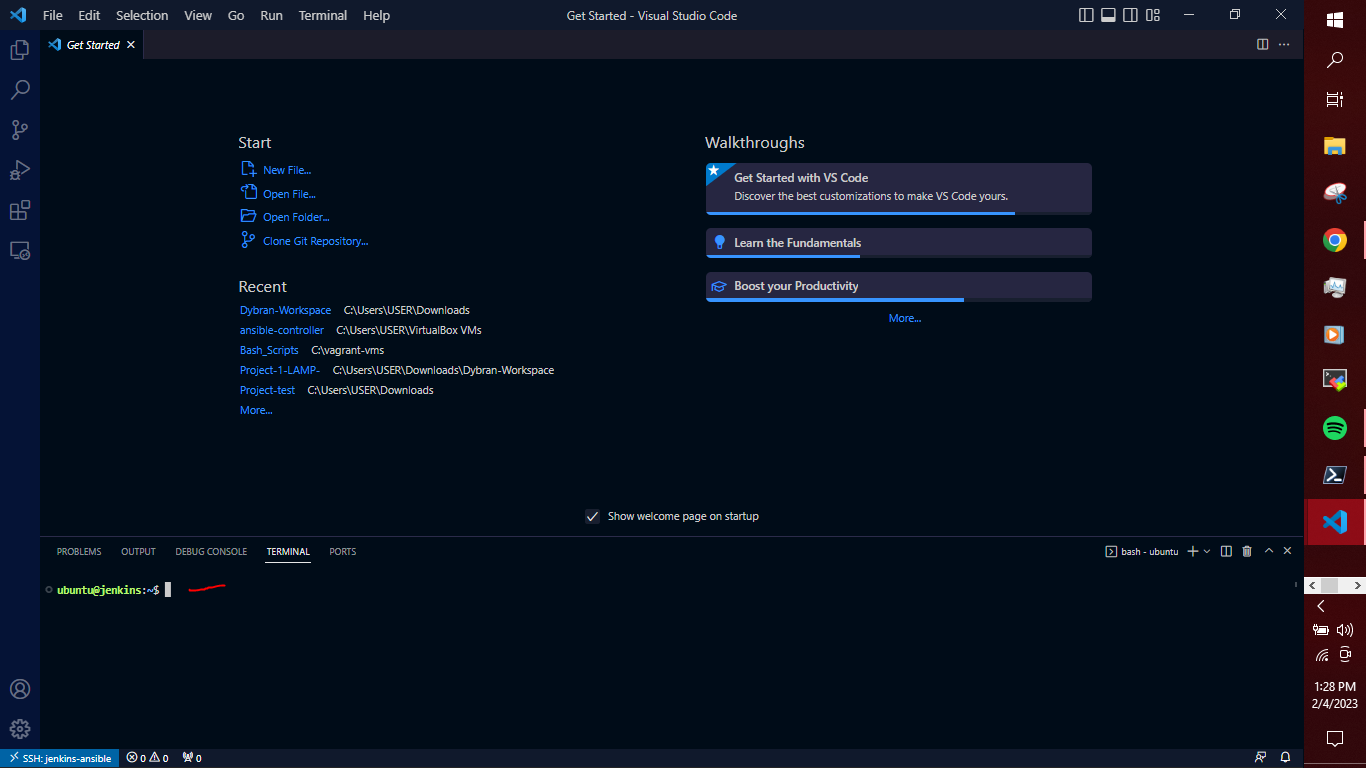 File Edit Selection View Go Run Terminal Help Get Started - Visual Studio Code
Get Started
Start
New File...
Open File...
Open Folder...
Clone Git Repository...
Recent
Dybran-Workspace C:\Users\USER\Downloads
ansible-controller C:\Users\USER\VirtualBox VMs
Bash_Scripts C:\vagrant-vms
Project-1-LAMP- C:\Users\USER\Downloads\Dybran-Workspace
Project-test C:\Users\USER\Downloads
More...
Walkthroughs
Get Started with VS Code
Discover the best customizations to make VS Code yours.
Learn the Fundamentals
Boost your Productivity
More...
Show welcome page on startup
PROBLEMS OUTPUT DEBUG CONSOLE TERMINAL PORTS bash - ubuntu
ubuntu@jenkins:~$
SSH: jenkins-ansible 0 0 0
1:28 PM
2/4/2023